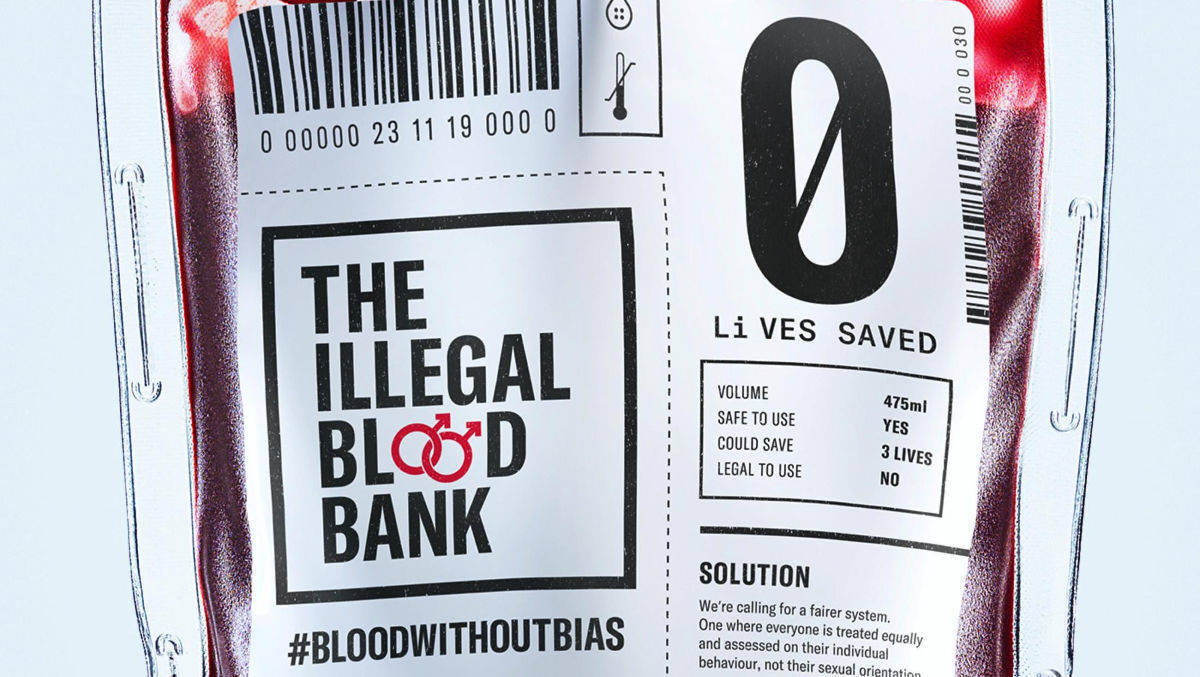 0 00000 23 11 19 000 0
THE
ILLEGAL
BLOOD
BANK
#BLOODWITHOUTBIAS
0
LiVES SAVED
00 0 0 030
VOLUME 475ml
SAFE TO USE YES
COULD SAVE 3 LIVES
LEGAL TO USE NO
SOLUTION
We're calling for a fairer system.
One where everyone is treated equally
and assessed on their individual
behaviour, not their sexual orientation